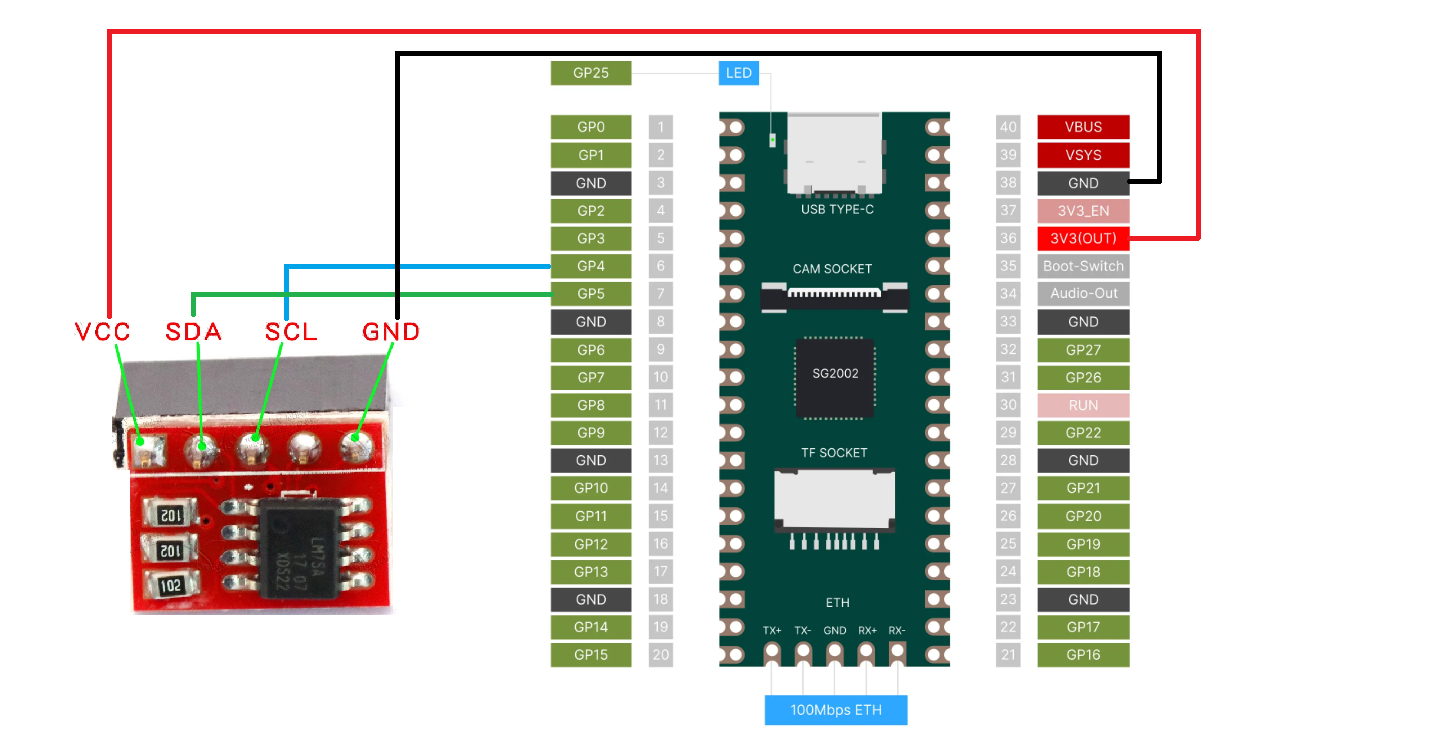 GP25
LED
GP0 1 40 VBUS
GP1 2 39 VSYS
GND 3 38 GND
USB TYPE-C
GP2 4 37 3V3_EN
GP3 5 36 3V3(OUT)
GP4 6 CAM SOCKET 35 Boot-Switch
GP5 7 34 Audio-Out
VCC SDA SCL GND
GND 8 33 GND
GP6 9 32 GP27
GP7 10 SG2002 31 GP26
GP8 11 30 RUN
GP9 12 29 GP22
GND 13 TF SOCKET 28 GND
GP10 14 27 GP21
GP11 15 26 GP20
GP12 16 25 GP19
GP13 17 24 GP18
GND 18 ETH 23 GND
GP14 19 22 GP17
TX+ TX- GND RX+ RX-
GP15 20 21 GP16
100Mbps ETH
102
102
102
LM75A
17 07
X0522